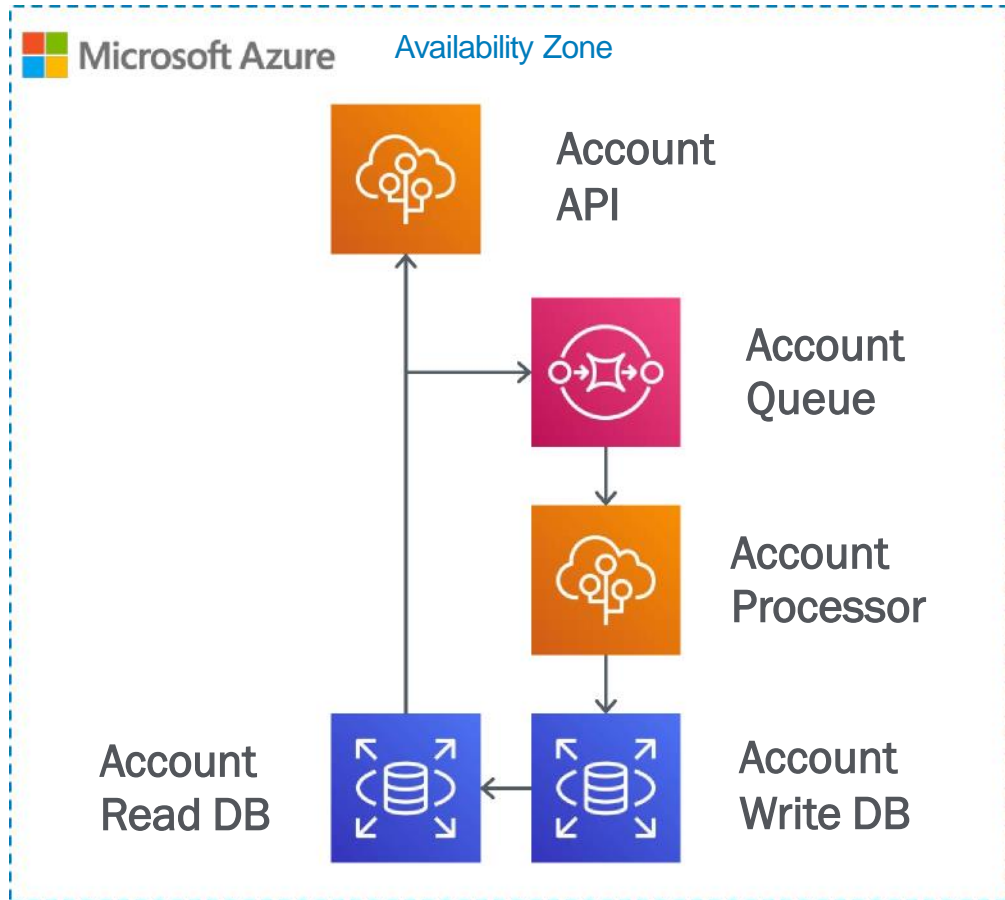 Microsoft Azure
Availability Zone
Account
API
Account
Queue
Account
Processor
Account
Read DB
Account
Write DB